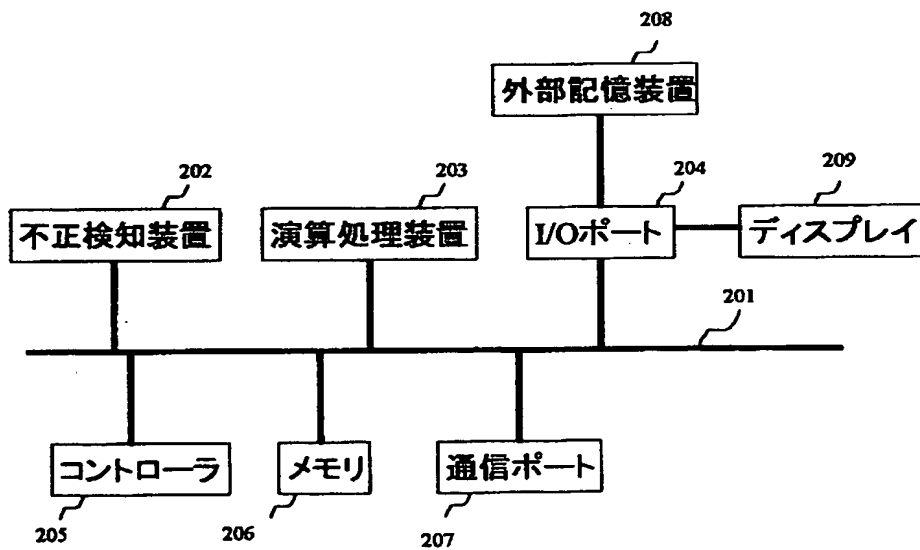 208
外部記憶装置
202
203
204
209
不正検知装置
演算処理装置
I/Oポート
ディスプレイ
201
コントローラ
メモリ
通信ポート
205
206
207